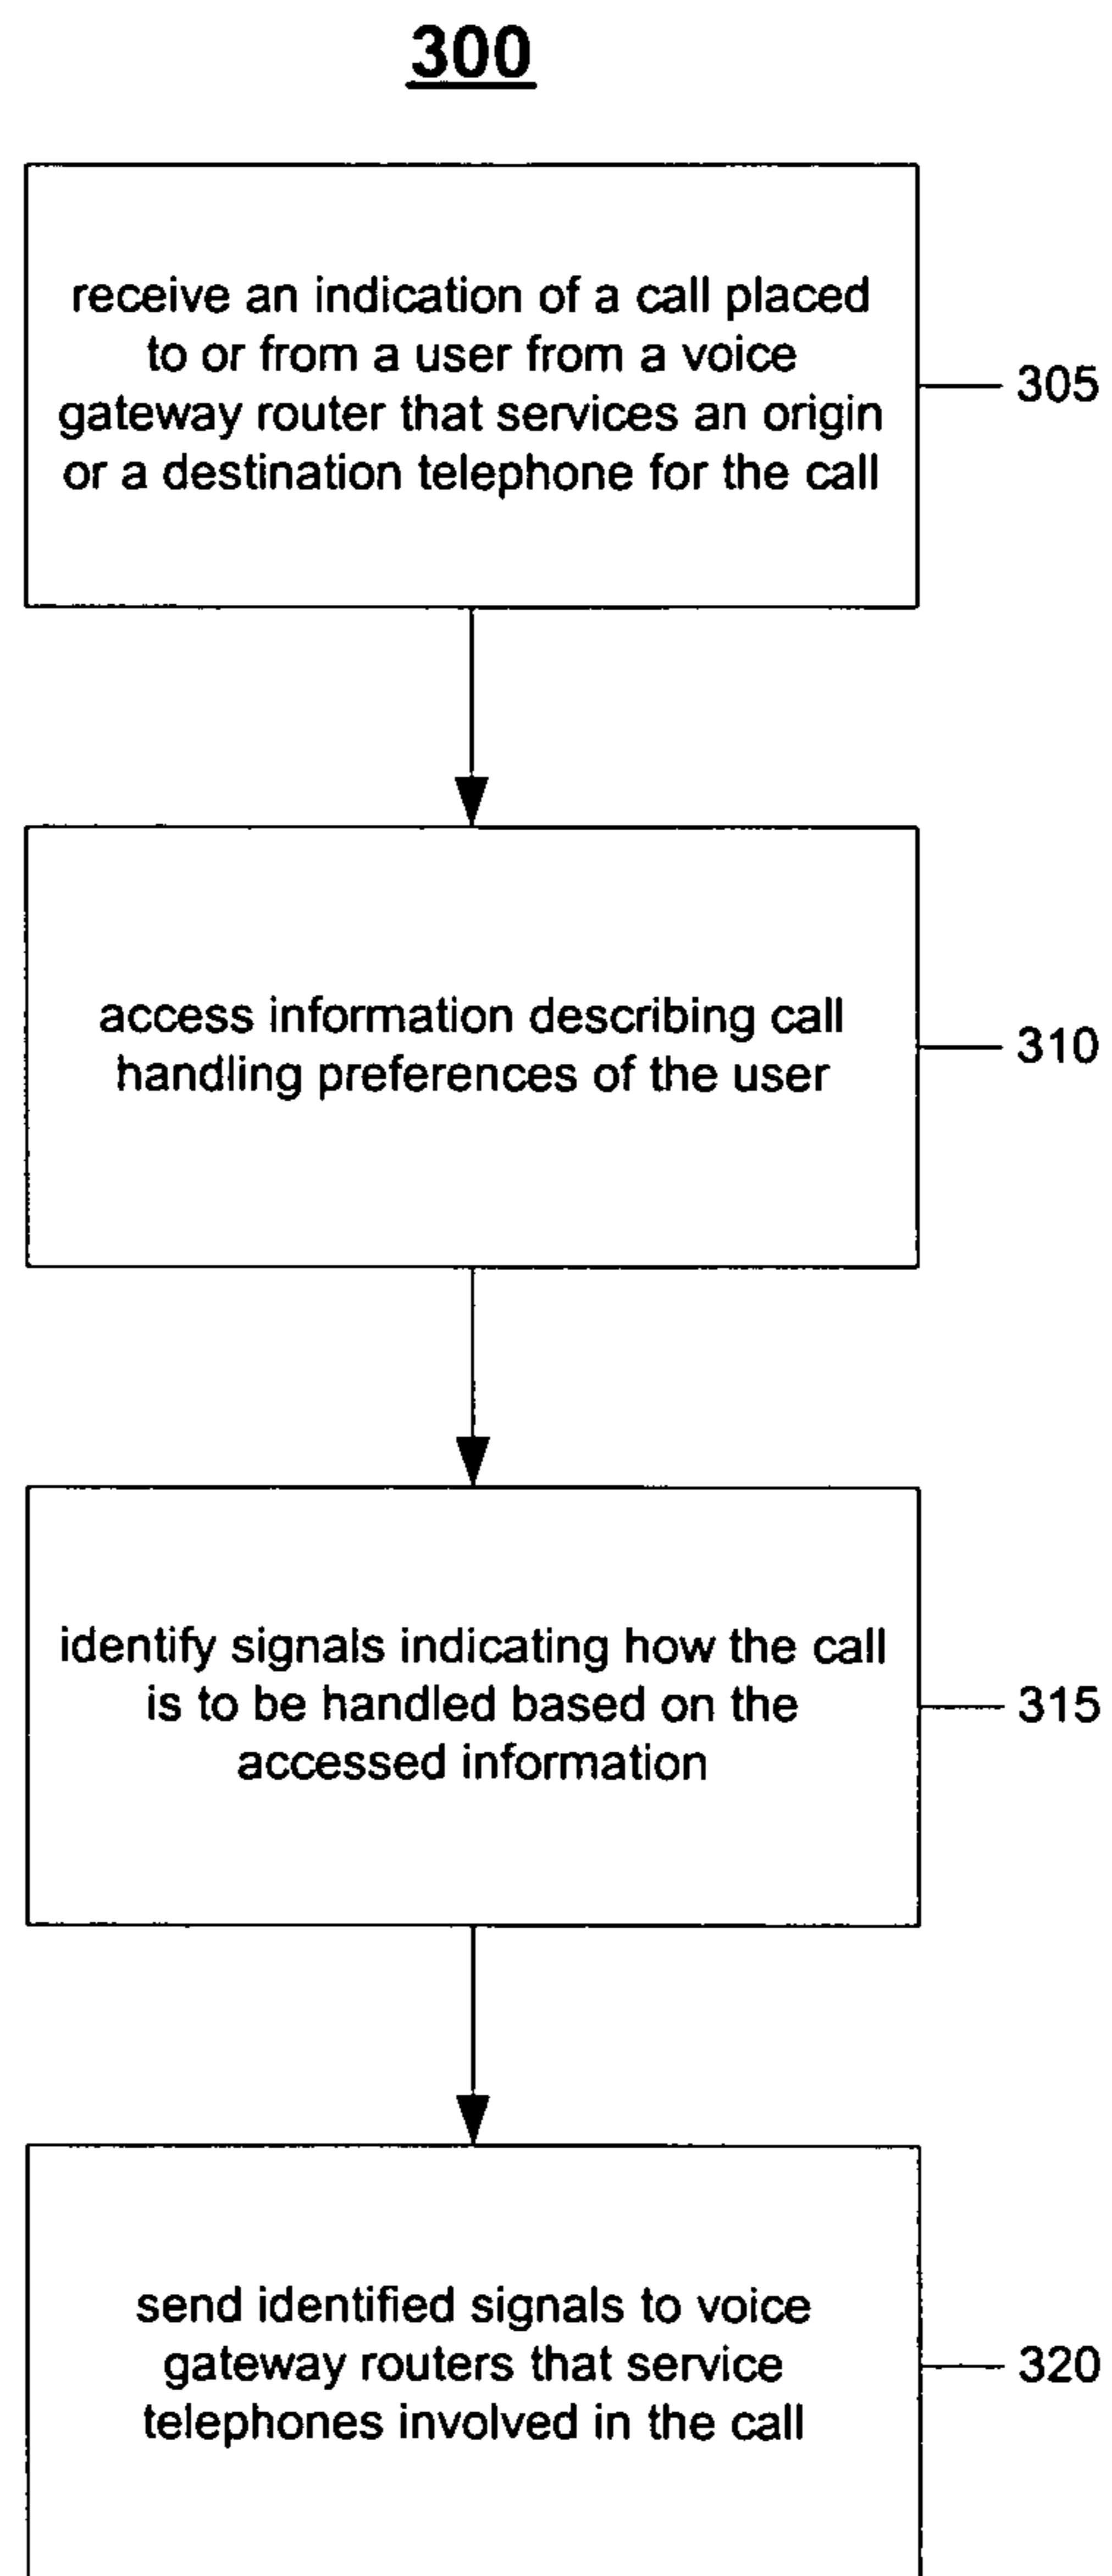 300
receive an indication of a call placed
to or from a user from a voice
gateway router that services an origin
or a destination telephone for the call
305
access information describing call
handling preferences of the user
310
identify signals indicating how the call
is to be handled based on the
accessed information
315
send identified signals to voice
gateway routers that service
telephones involved in the call
320